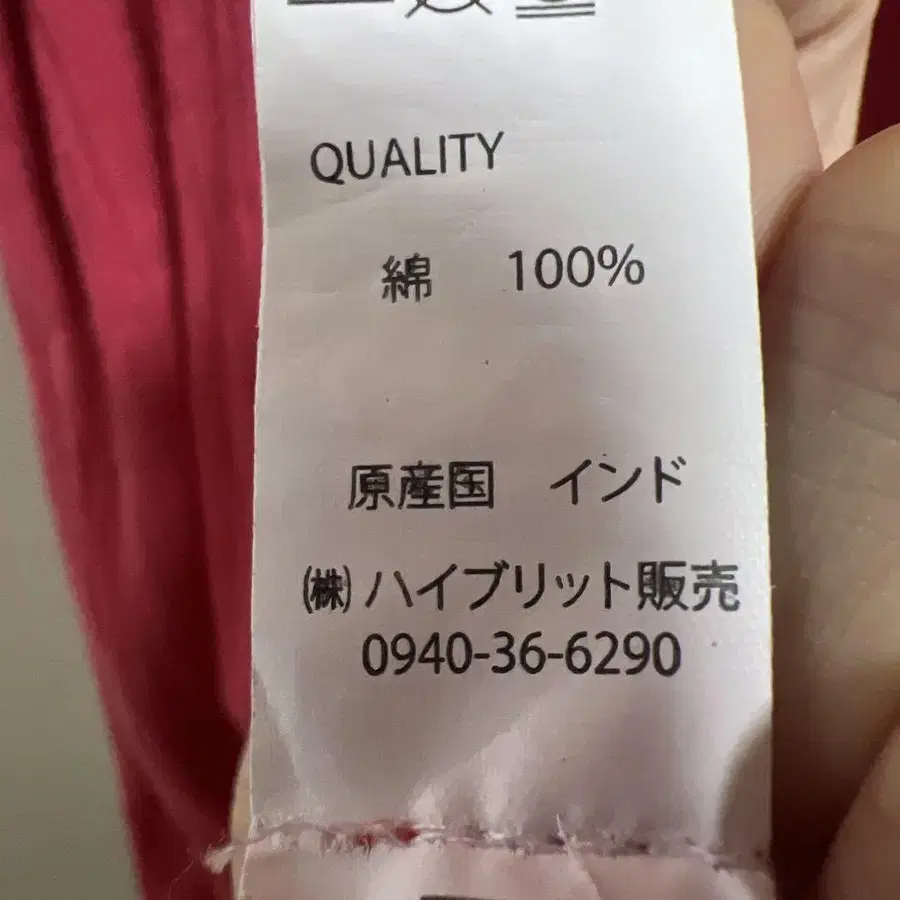 QUALITY
綿 100%
原産国 インド
㈱ハイブリット販売
0940-36-6290